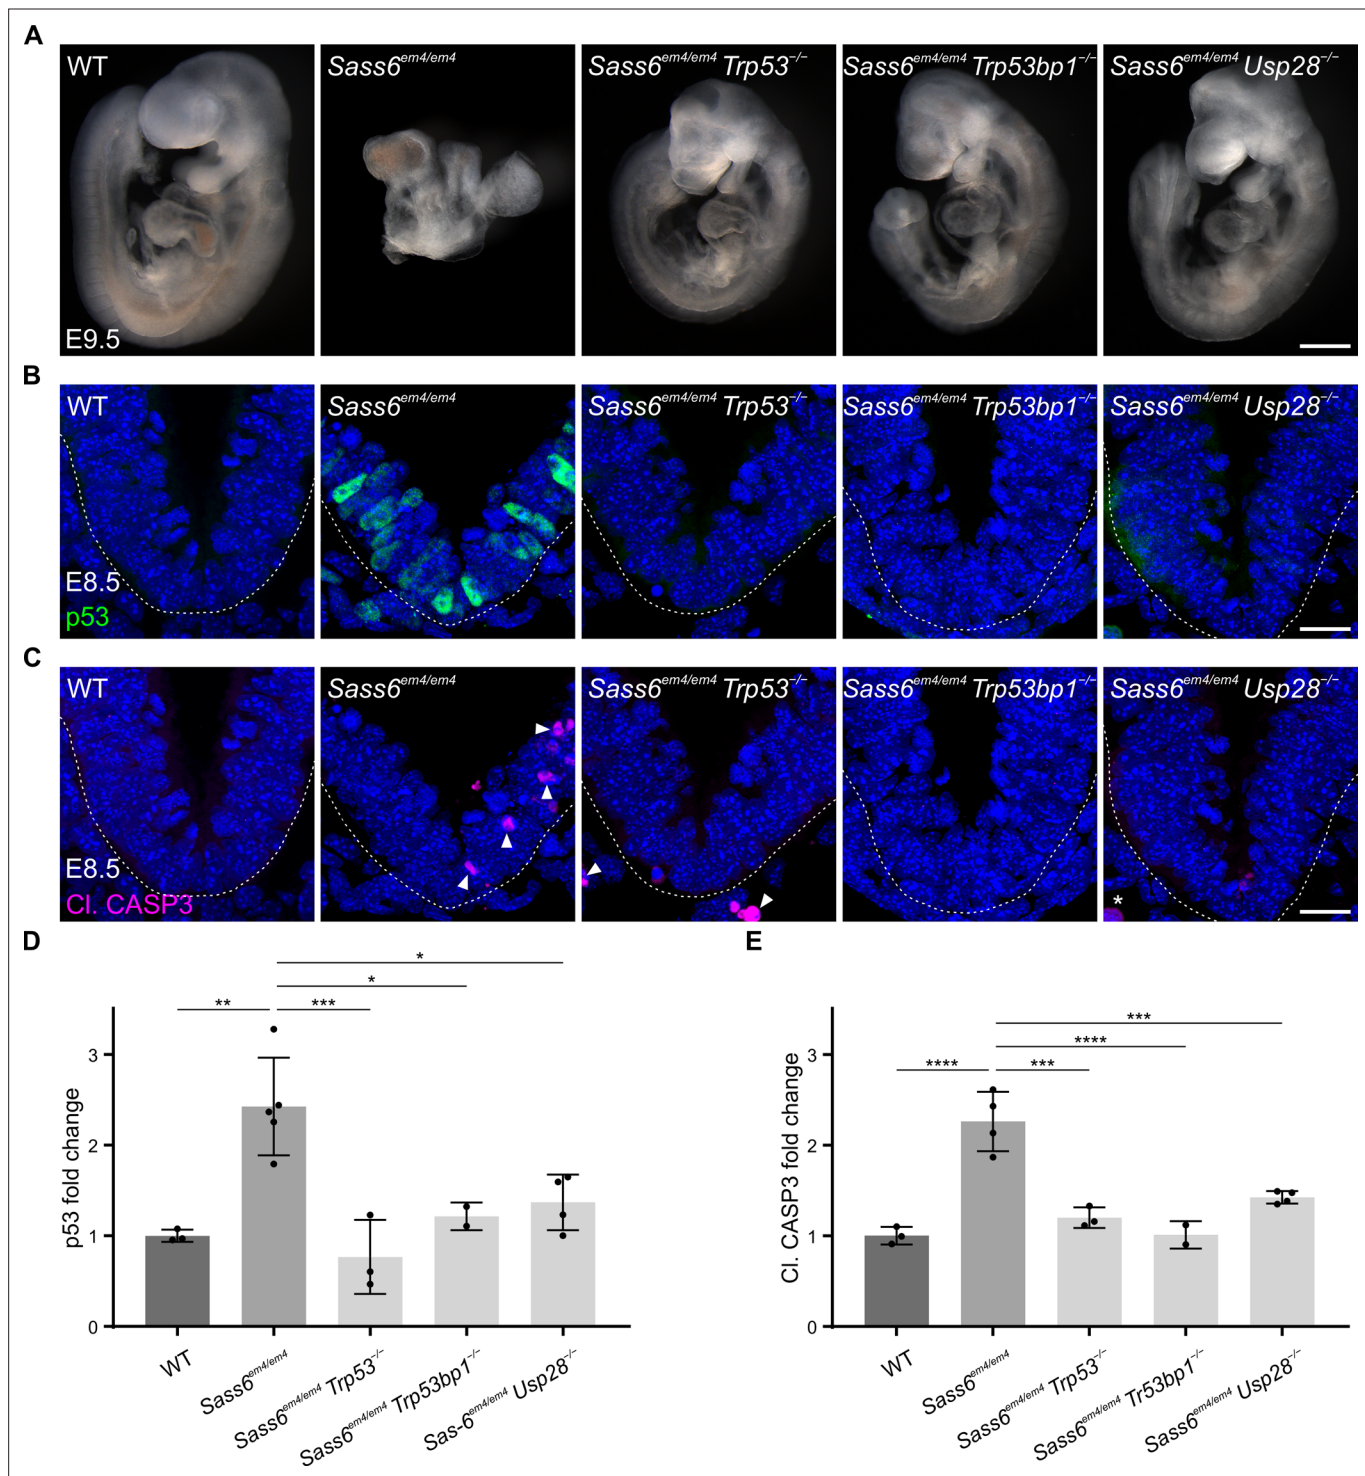 A
WT
Sass6em4/em4
Sass6em4/em4 Trp53−/−
Sass6em4/em4 Trp53bp1−/−
Sass6em4/em4 Usp28−/−
E9.5
B
WT
Sass6em4/em4
Sass6em4/em4 Trp53−/−
Sass6em4/em4 Trp53bp1−/−
Sass6em4/em4 Usp28−/−
E8.5
p53
C
WT
Sass6em4/em4
Sass6em4/em4 Trp53−/−
Sass6em4/em4 Trp53bp1−/−
Sass6em4/em4 Usp28−/−
E8.5
Cl. CASP3
*
D
*
*
** ***
p53 fold change
3
2
1
0
WT
Sass6em4/em4
Sass6em4/em4 Trp53−/−
Sass6em4/em4 Trp53bp1−/−
Sas-6em4/em4 Usp28−/−
E
***
****
**** ***
Cl. CASP3 fold change
3
2
1
0
WT
Sass6em4/em4
Sass6em4/em4 Trp53−/−
Sass6em4/em4 Tr53bp1−/−
Sass6em4/em4 Usp28−/−